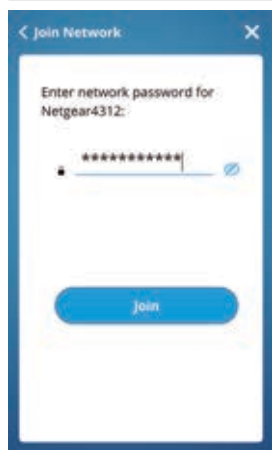 Join Network
Enter network password for
Netgear4312:
***********
Join